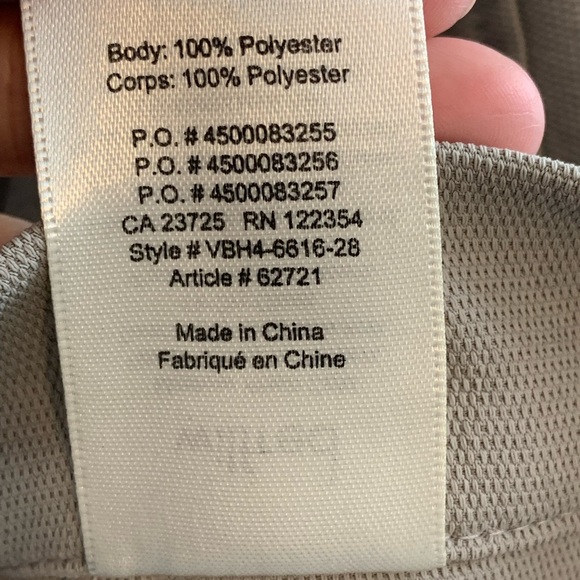 Body: 100% Polyester
Corps: 100% Polyester
P.O. # 4500083255
P.O. # 4500083256
P.O. # 4500083257
CA 23725 RN 122354
Style # VBH4-6616-28
Article # 62721
Made in China
Fabriqué en Chine